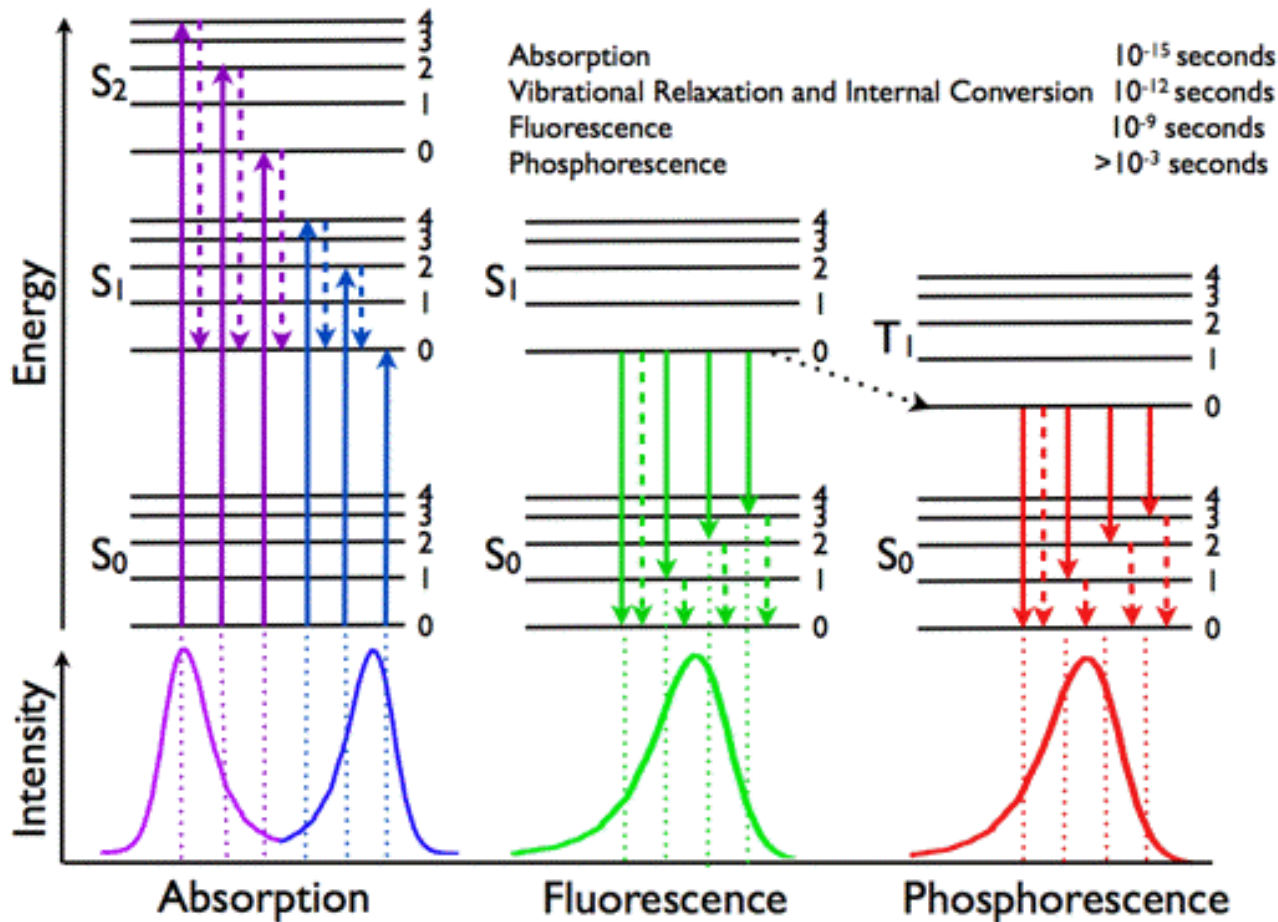 Absorption 10⁻¹⁵ seconds
Vibrational Relaxation and Internal Conversion 10⁻¹² seconds
Fluorescence 10⁻⁹ seconds
Phosphorescence >10⁻³ seconds
Energy
S₂
4
3
2
1
0
S₁
4
3
2
1
0
S₀
4
3
2
1
0
S₁
4
3
2
1
0
S₀
4
3
2
1
0
T₁
4
3
2
1
0
S₀
4
3
2
1
0
Intensity
Absorption
Fluorescence
Phosphorescence